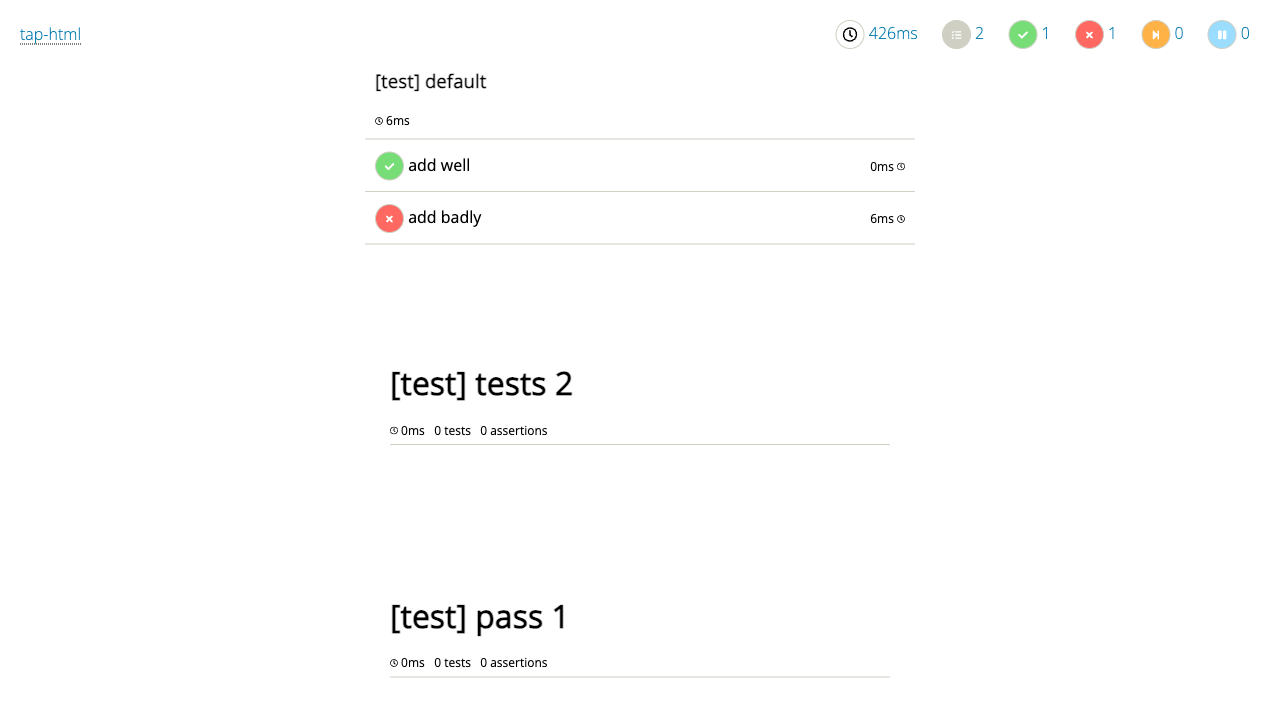 tap-html 426ms 2 1 1 0 0
[test] default
6ms
add well 0ms
add badly 6ms
[test] tests 2
0ms 0 tests 0 assertions
[test] pass 1
0ms 0 tests 0 assertions